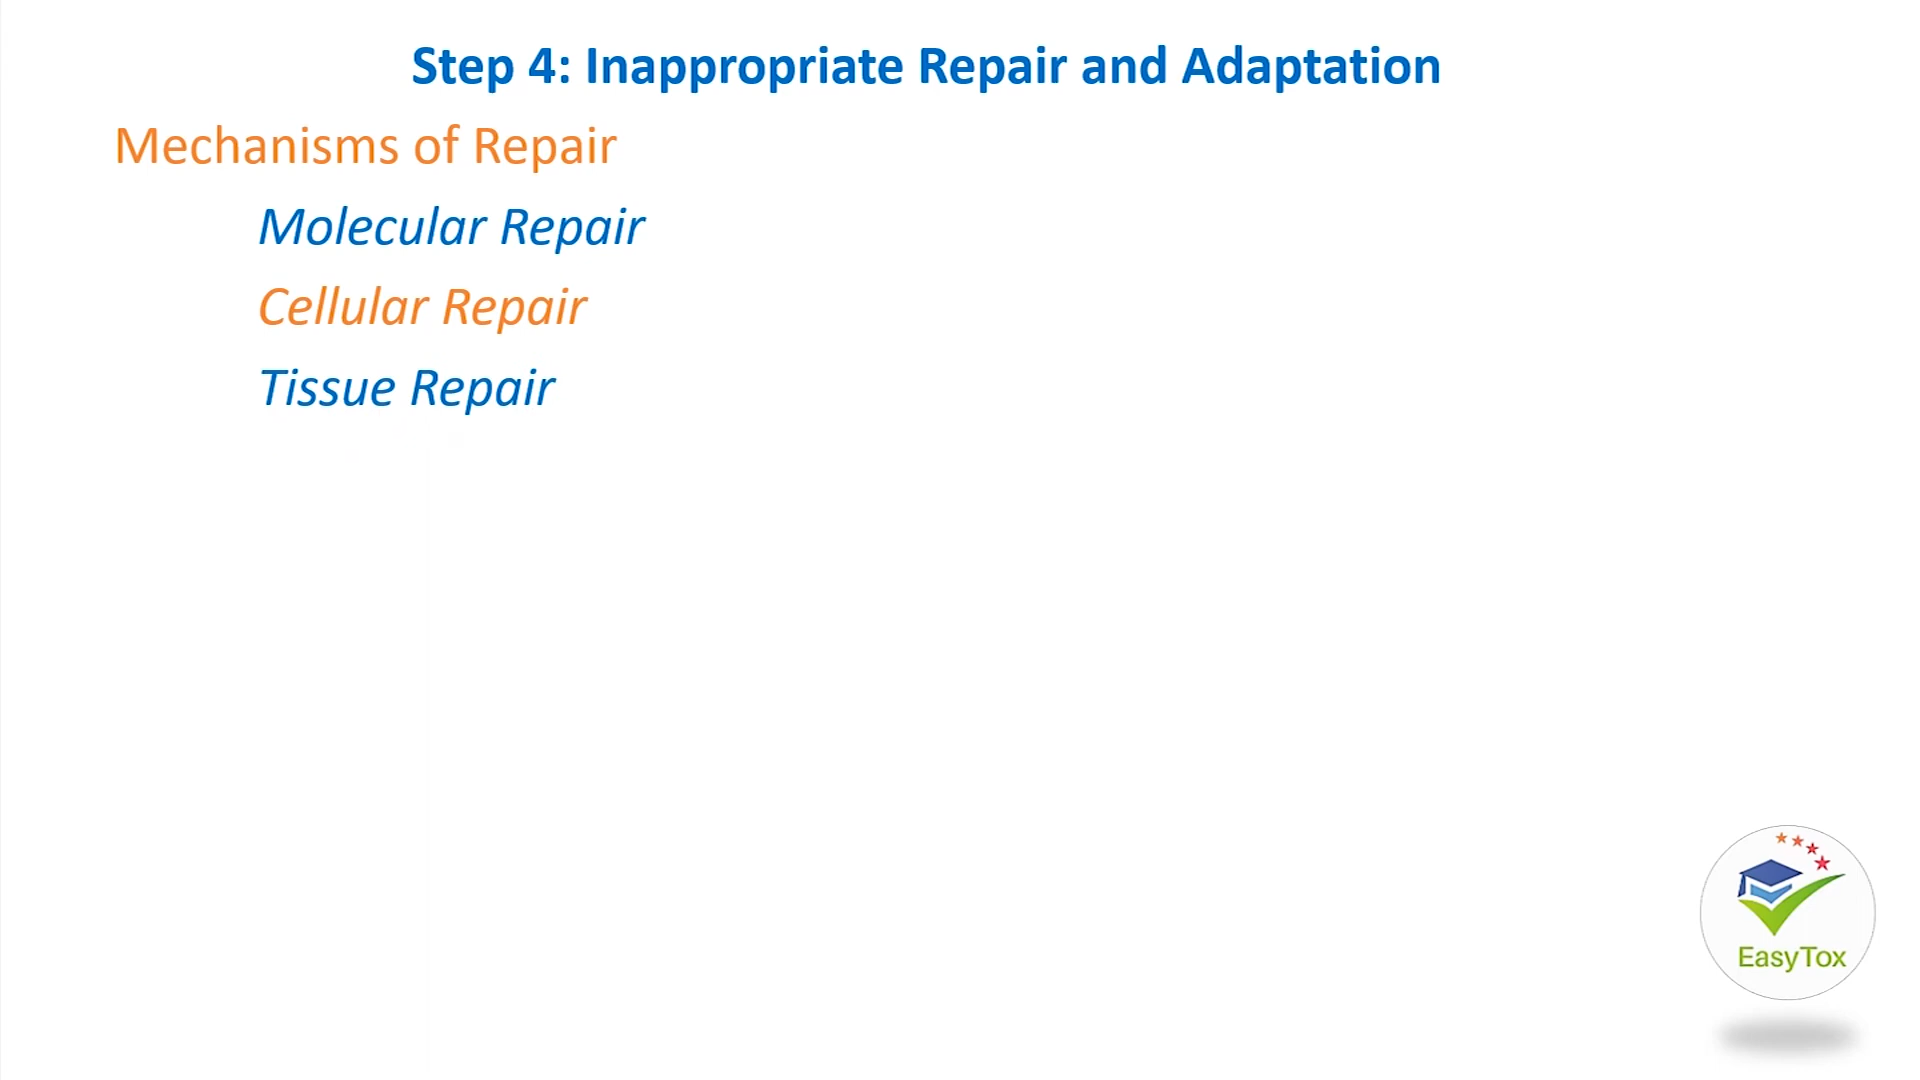 Step 4: Inappropriate Repair and Adaptation
Mechanisms of Repair
Molecular Repair
Cellular Repair
Tissue Repair
EasyTox